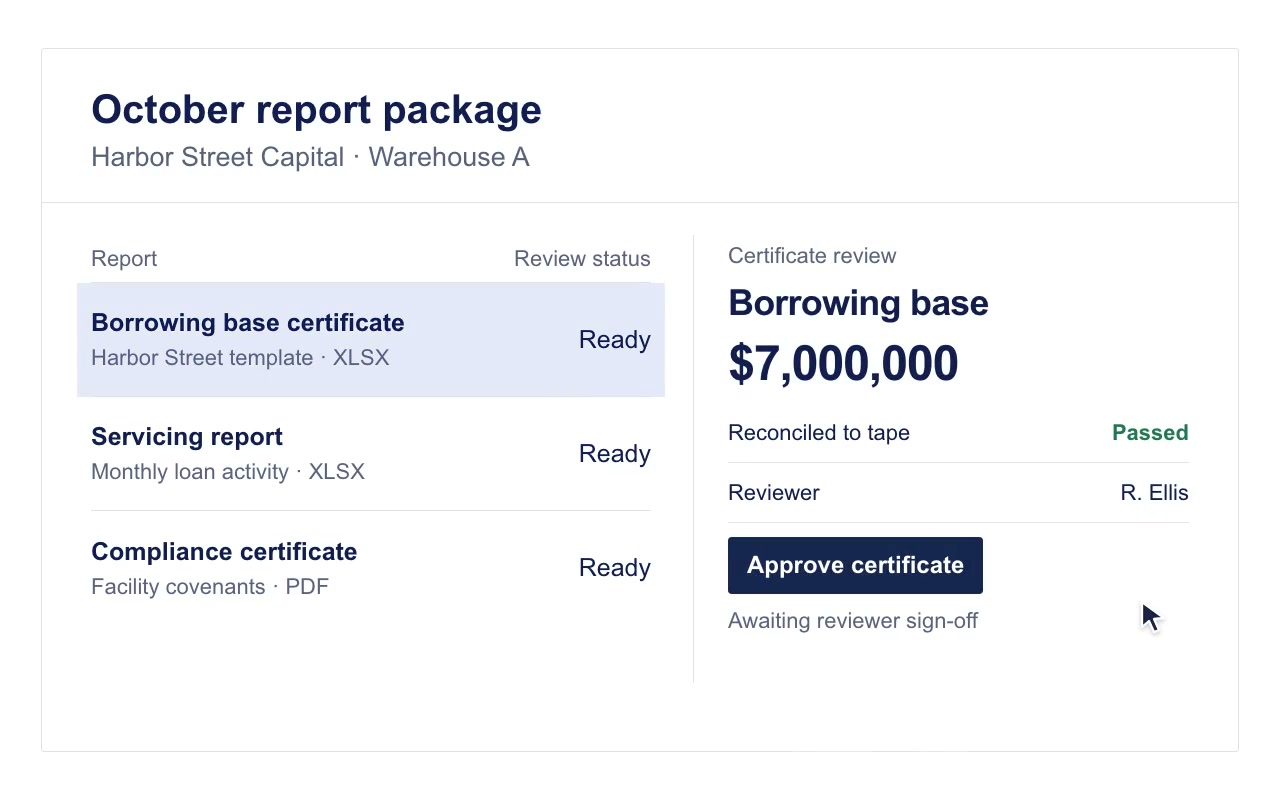 October report package
Harbor Street Capital · Warehouse A
Report Review status
Borrowing base certificate
Harbor Street template · XLSX
Ready
Servicing report
Monthly loan activity · XLSX
Ready
Compliance certificate
Facility covenants · PDF
Ready
Certificate review
Borrowing base
$7,000,000
Reconciled to tape Passed
Reviewer R. Ellis
Approve certificate
Awaiting reviewer sign-off